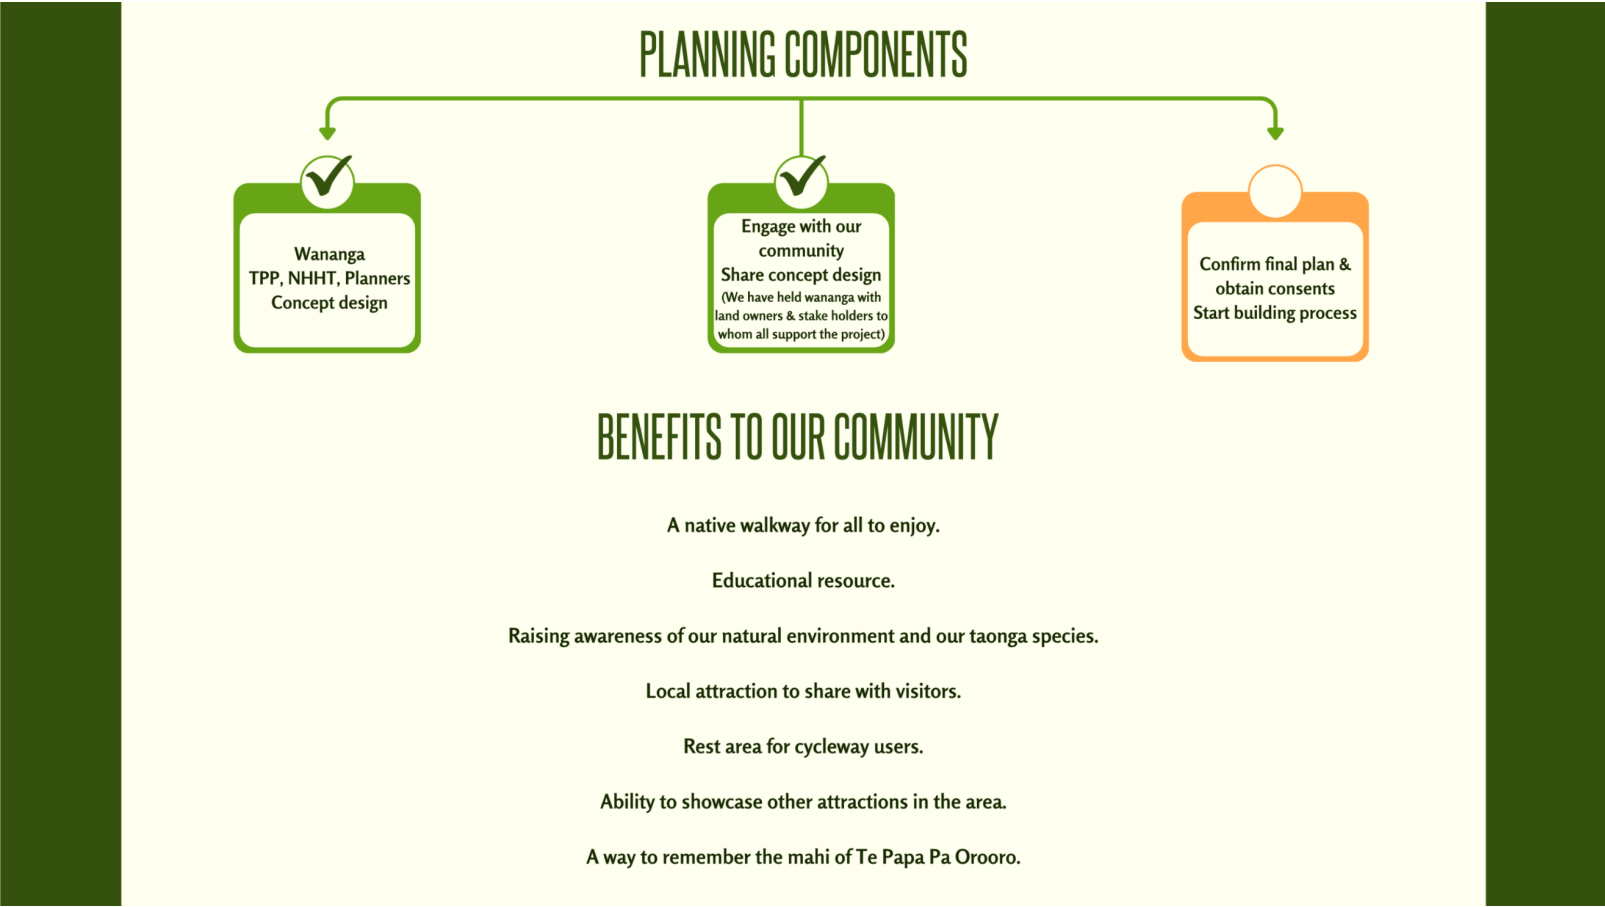 PLANNING COMPONENTS
Wananga
TPP, NHHT, Planners
Concept design
Engage with our
community
Share concept design
(We have held wananga with
land owners & stake holders to
whom all support the project)
Confirm final plan &
obtain consents
Start building process
BENEFITS TO OUR COMMUNITY
A native walkway for all to enjoy.
Educational resource.
Raising awareness of our natural environment and our taonga species.
Local attraction to share with visitors.
Rest area for cycleway users.
Ability to showcase other attractions in the area.
A way to remember the mahi of Te Papa Pa Orooro.